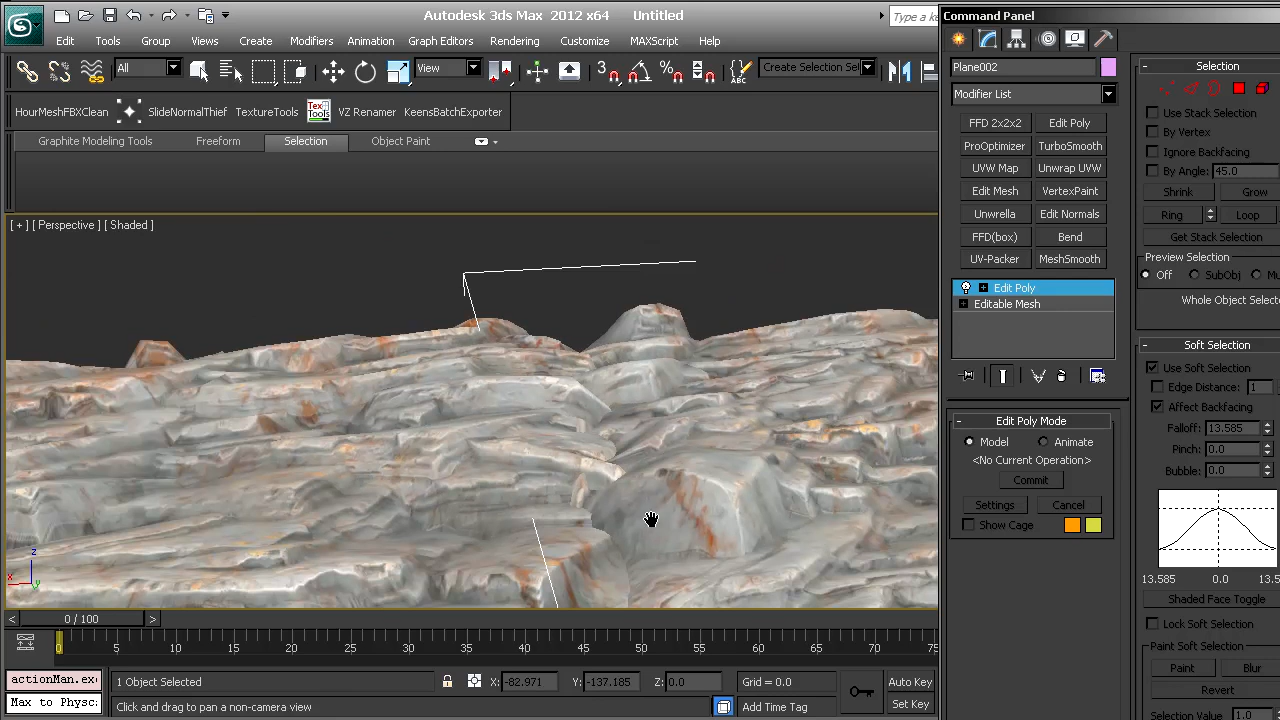 Autodesk 3ds Max 2012 x64 Untitled
Type a ke
Command Panel
Edit Tools Group Views Create Modifiers Animation Graph Editors Rendering Customize MAXScript Help
All
View
Create Selection Se
3
HourMeshFBXClean
SlideNormalThief
TextureTools
Tex
Tools
VZ Renamer
KeensBatchExporter
Graphite Modeling Tools
Freeform
Selection
Object Paint
[ + ] [ Perspective ] [ Shaded ]
z
x
y
Plane002
Modifier List
FFD 2x2x2 Edit Poly
ProOptimizer TurboSmooth
UVW Map Unwrap UVW
Edit Mesh VertexPaint
Unwrella Edit Normals
FFD(box) Bend
UV-Packer MeshSmooth
Edit Poly
Editable Mesh
- Edit Poly Mode
Model Animate
<No Current Operation>
Commit
Settings Cancel
Show Cage
- Selection
Use Stack Selection
By Vertex
Ignore Backfacing
By Angle: 45.0
Shrink Grow
Ring Loop
Get Stack Selection
Preview Selection
Off SubObj Mu
Whole Object Selecte
- Soft Selection
Use Soft Selection
Edge Distance: 1
Affect Backfacing
Falloff: 13.585
Pinch: 0.0
Bubble: 0.0
13.585 0.0 13.5
Shaded Face Toggle
Lock Soft Selection
Paint Soft Selection
Paint Blur
Revert
Selection Value 1.0
< 0 / 100 >
0 5 10 15 20 25 30 35 40 45 50 55 60 65 70 75
actionMan.ex
Max to Physc
1 Object Selected
X: -82.971 Y: -137.185 Z: 0.0
Grid = 0.0
Auto Key
Click and drag to pan a non-camera view
Add Time Tag
Set Key